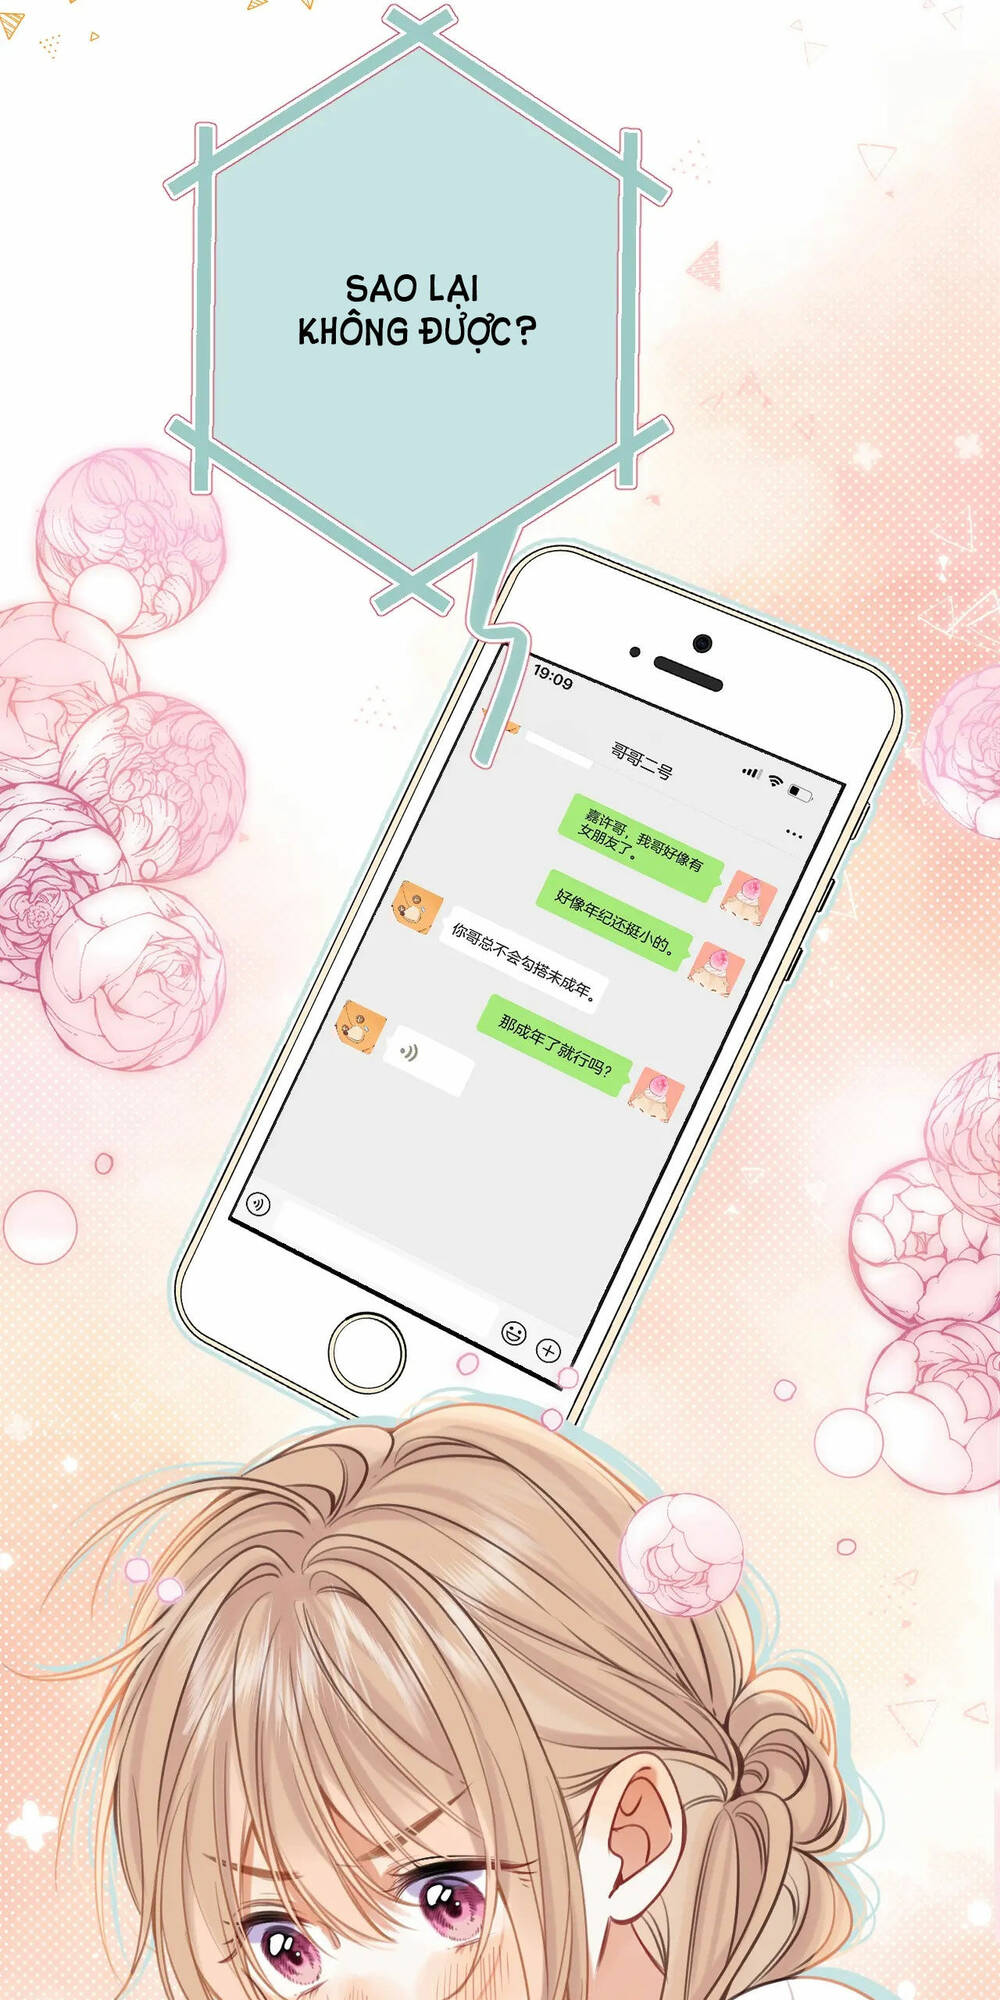 SAO LẠI
KHÔNG ĐƯỢC?
19:09
哥哥二号
嘉许哥，我哥好像有
女朋友了。
好像年纪还挺小的。
你哥总不会勾搭未成年。
那成年了就行吗？